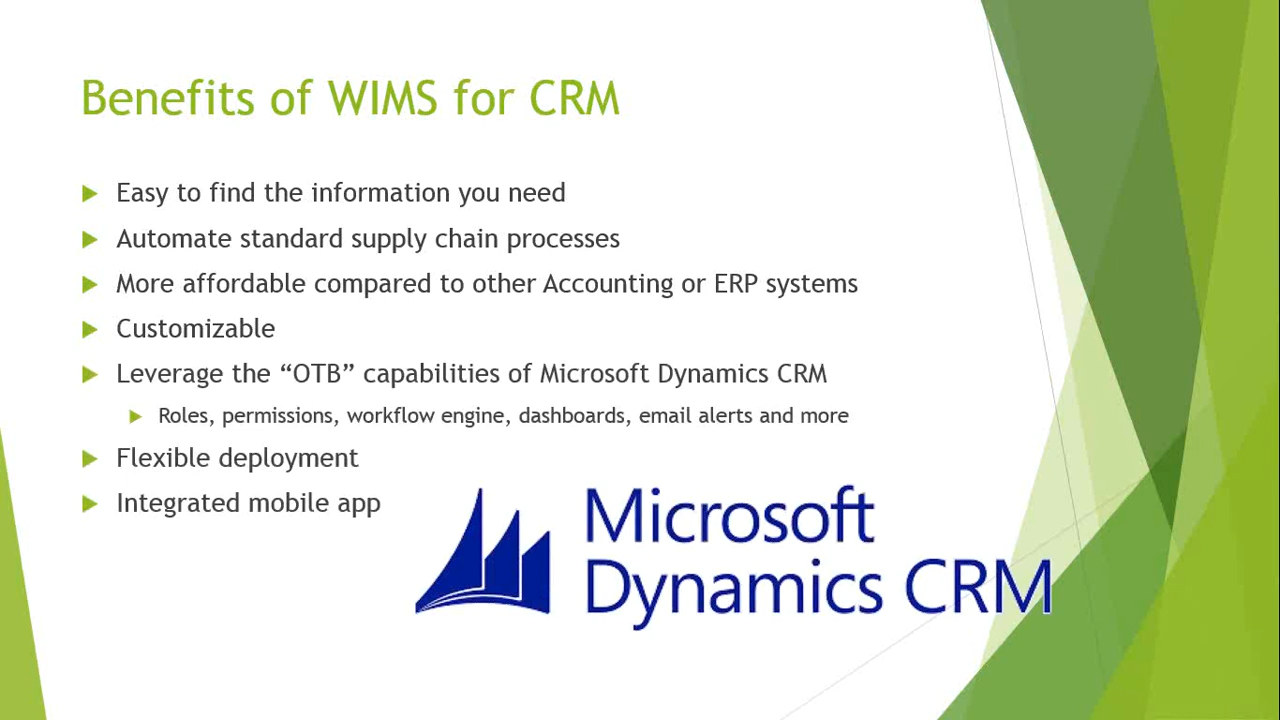 Benefits of WIMS for CRM
Easy to find the information you need
Automate standard supply chain processes
More affordable compared to other Accounting or ERP systems
Customizable
Leverage the “OTB” capabilities of Microsoft Dynamics CRM
Roles, permissions, workflow engine, dashboards, email alerts and more
Flexible deployment
Integrated mobile app
Microsoft
Dynamics CRM